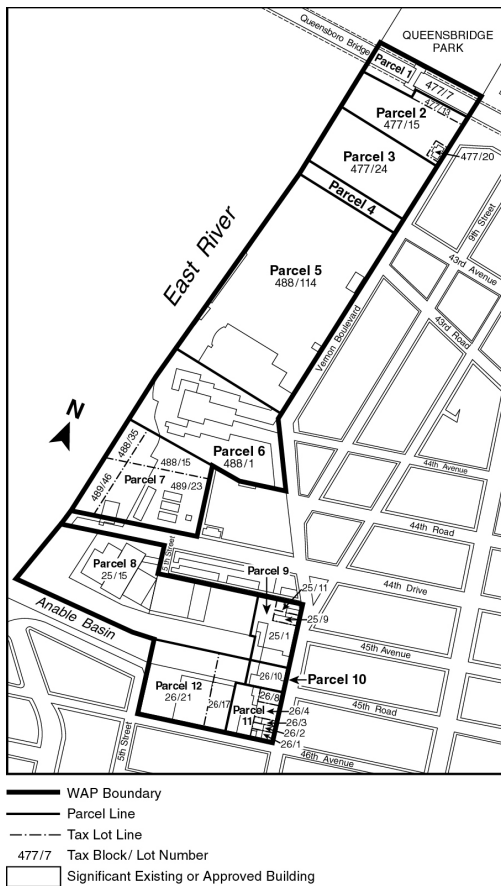 QUEENSBRIDGE
PARK
Queensboro Bridge
Parcel 1
477/7
477/13
Parcel 2
477/15
477/20
Parcel 3
477/24
Parcel 4
9th Street
43rd Avenue
43rd Road
East River
Parcel 5
488/114
Vernon Boulevard
N
Parcel 6
488/1
44th Avenue
488/35
488/15
489/46
Parcel 7
489/23
44th Road
5th Street
Parcel 8
25/15
Parcel 9
44th Drive
25/11
25/9
25/1
Anable Basin
45th Avenue
26/10
Parcel 10
Parcel 12
26/21
26/17
26/8
Parcel
11
26/4
26/3
26/2
26/1
45th Road
5th Street
46th Avenue
WAP Boundary
Parcel Line
Tax Lot Line
477/7 Tax Block/ Lot Number
Significant Existing or Approved Building